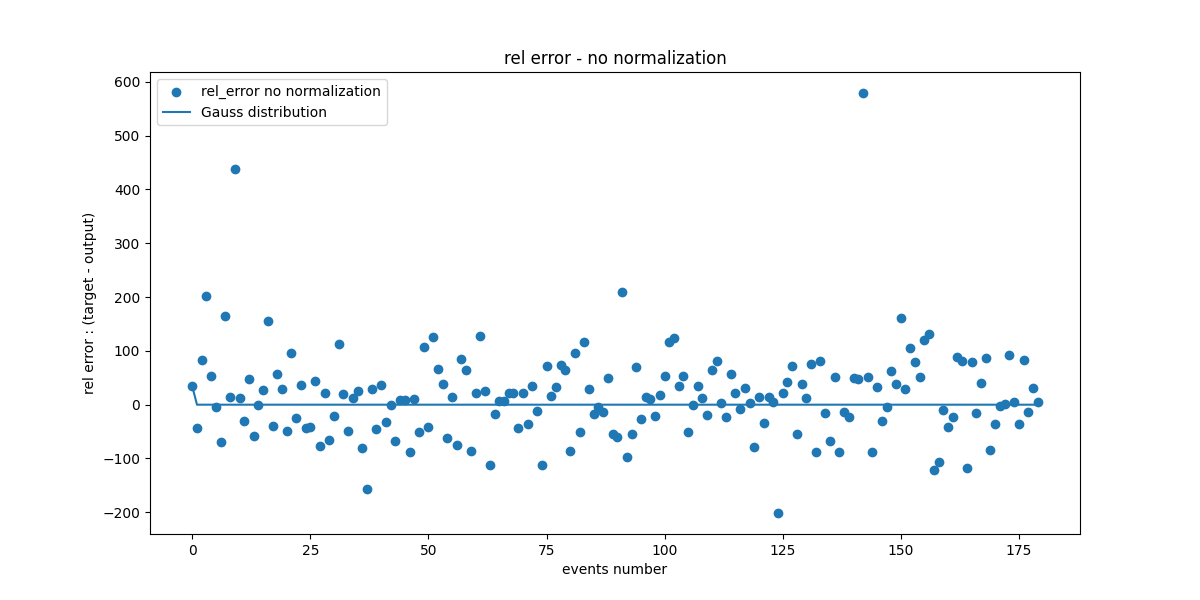 rel error - no normalization
rel_error no normalization
Gauss distribution
600
500
400
300
200
100
0
−100
−200
rel error : (target - output)
0 25 50 75 100 125 150 175
events number